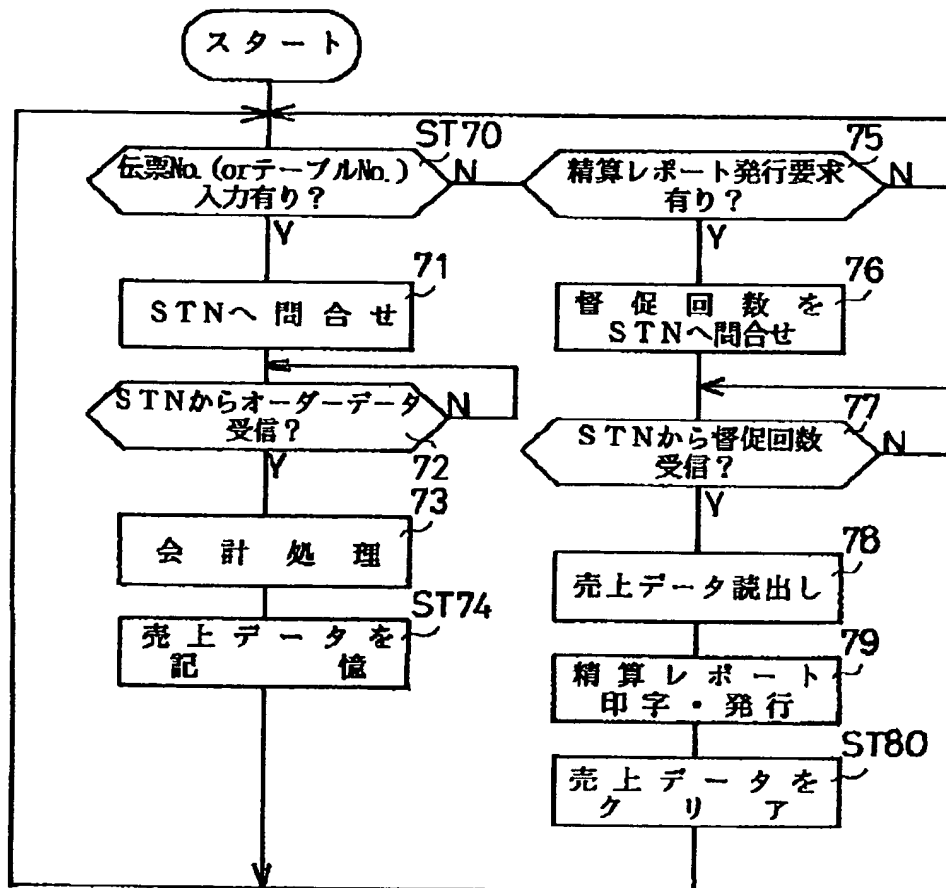 スタート
ST70
伝票No.(orテーブルNo.)
入力有り?
N
Y
71
STNへ問合せ
STNからオーダーデータ
受信?
N
72
Y
73
会計処理
ST74
売上データを
記憶
75
精算レポート発行要求
有り?
N
Y
76
督促回数を
STNへ問合せ
77
STNから督促回数
受信?
N
Y
78
売上データ読出し
79
精算レポート
印字・発行
ST80
売上データを
クリア